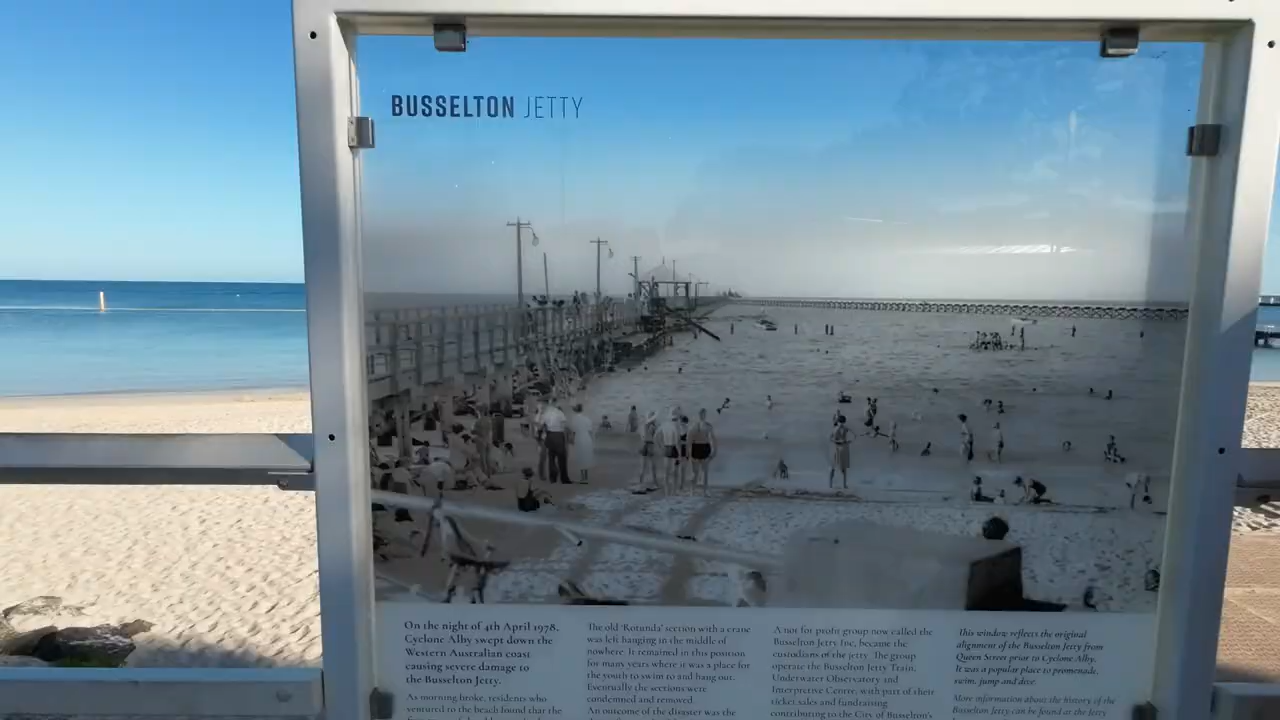 BUSSELTON JETTY
On the night of 4th April 1978,
Cyclone Alby swept down the
Western Australian coast
causing severe damage to
the Busselton Jetty.
As morning broke, residents who
ventured to the beach found that the
The old 'Rotunda' section with a crane
was left hanging in the middle of
nowhere. It remained in this position
for many years where it was a place for
the youth to swim to and hang out.
Eventually the sections were
condemned and removed.
An outcome of the disaster was the
A not for profit group now called the
Busselton Jetty Inc, became the
custodians of the jetty. The group
operate the Busselton Jetty Train,
Underwater Observatory and
Interpretive Centre, with part of their
ticket sales and fundraising
contributing to the City of Busselton's
This window reflects the original
alignment of the Busselton Jetty from
Queen Street prior to Cyclone Alby.
It was a popular place to promenade,
swim, jump and dive.
More information about the history of
Busselton Jetty can be found at the Jetty